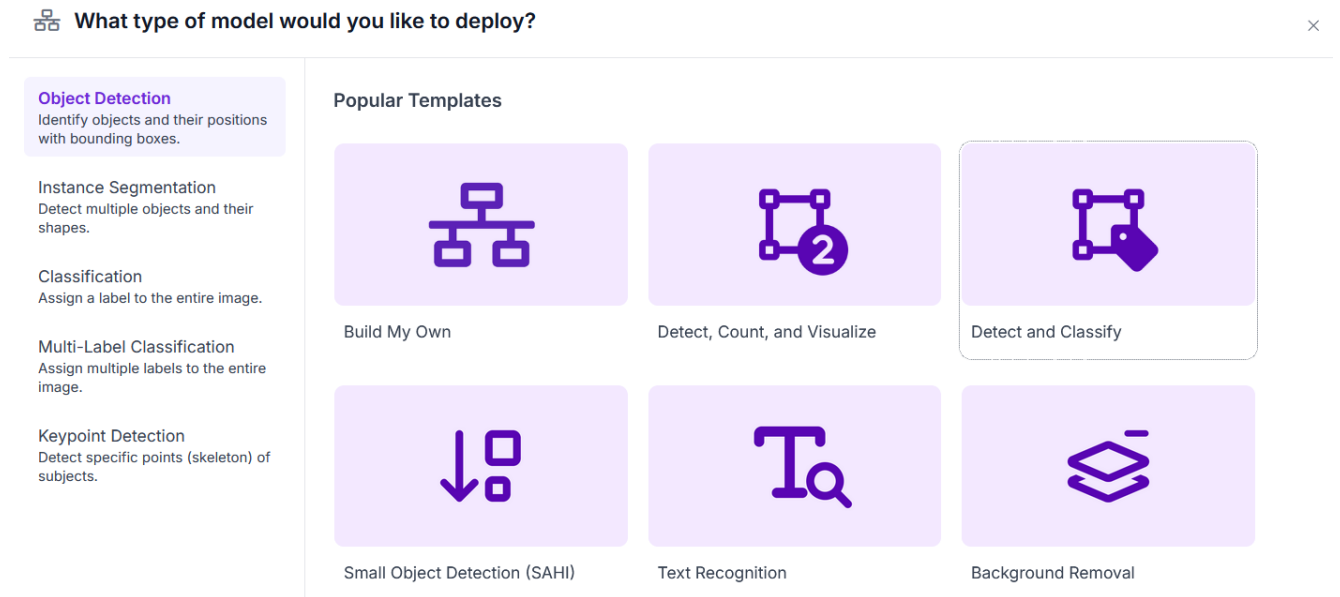 What type of model would you like to deploy?
Object Detection
Identify objects and their positions
with bounding boxes.
Instance Segmentation
Detect multiple objects and their
shapes.
Classification
Assign a label to the entire image.
Multi-Label Classification
Assign multiple labels to the entire
image.
Keypoint Detection
Detect specific points (skeleton) of
subjects.
Popular Templates
Build My Own
2
Detect, Count, and Visualize
Detect and Classify
Small Object Detection (SAHI)
T
Text Recognition
Background Removal